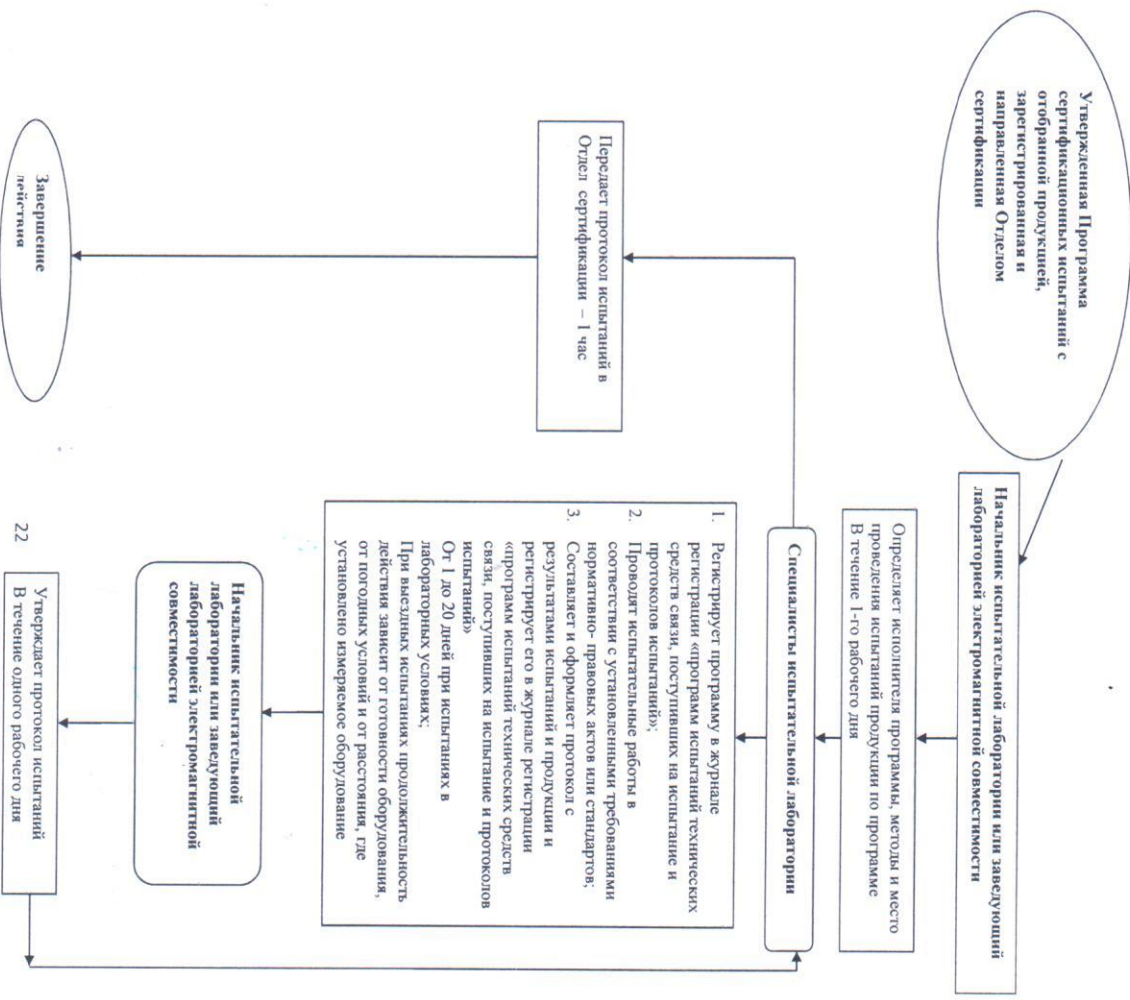 Утвержденная Программа
сертификационных испытаний с
отобранной продукцией,
зарегистрированная и
направленная Отделом
сертификации
Начальник испытательной лаборатории или заведующий
лабораторией электромагнитной совместимости
Определяет исполнителя программы, методы и место
проведения испытаний продукции по программе
В течение 1-го рабочего дня
Специалисты испытательной лаборатории
1. Регистрирует программу в журнале
регистрации «программ испытаний технических
средств связи, поступивших на испытание и
протоколов испытаний»;
2. Проводят испытательные работы в
соответствии с установленными требованиями
нормативно- правовых актов или стандартов;
3. Составляет и оформляет протокол с
результатами испытаний и продукции и
регистрирует его в журнале регистрации
«программ испытаний технических средств
связи, поступивших на испытание и протоколов
испытаний»
От 1 до 20 дней при испытаниях в
лабораторных условиях;
При выездных испытаниях продолжительность
действия зависит от готовности оборудования,
от погодных условий и от расстояния, где
установлено измеряемое оборудование
Начальник испытательной
лаборатории или заведующий
лабораторией электромагнитной
совместимости
Утверждает протокол испытаний
В течение одного рабочего дня
Передает протокол испытаний в
Отдел сертификации – 1 час
Завершение
действия
22